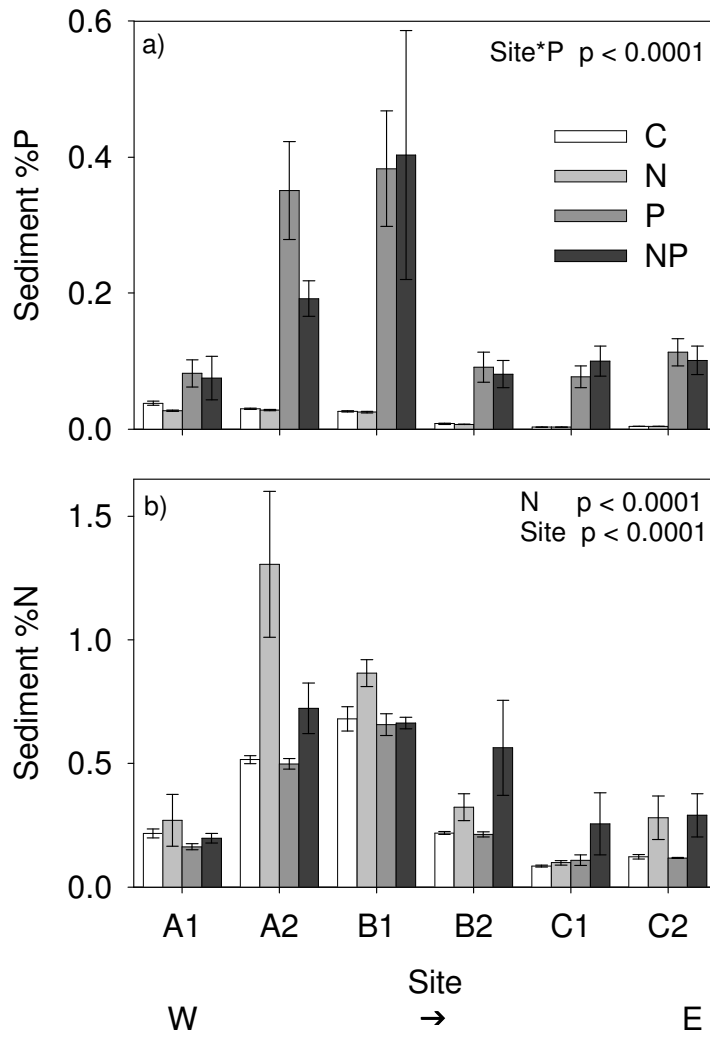 a)
Site*P p < 0.0001
C
N
P
NP
Sediment %P
0.6
0.4
0.2
0.0
b)
N p < 0.0001
Site p < 0.0001
Sediment %N
1.5
1.0
0.5
0.0
A1 A2 B1 B2 C1 C2
Site
W → E